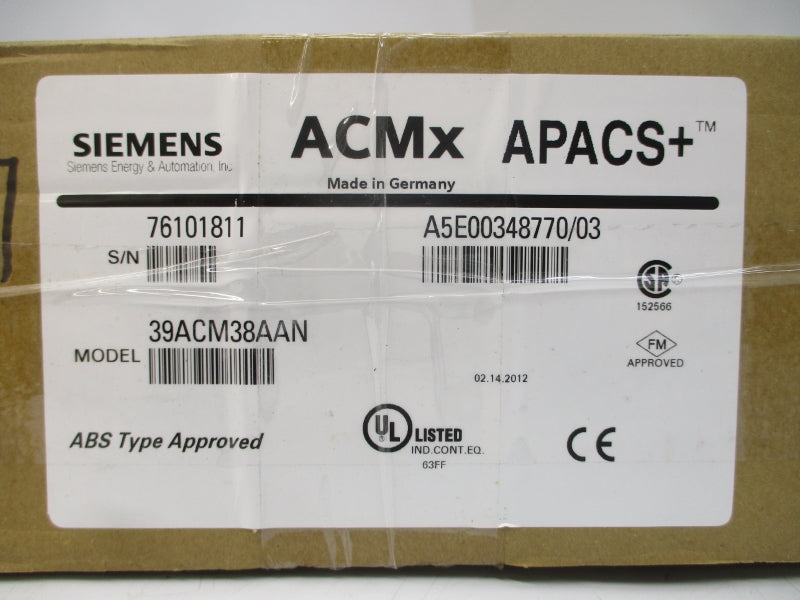 SIEMENS ACMx APACS+™
Siemens Energy & Automation, Inc
Made in Germany
76101811 A5E00348770/03
S/N
152566
39ACM38AAN
MODEL
FM
APPROVED
02.14.2012
ABS Type Approved
UL LISTED CE
IND.CONT.EQ.
63FF